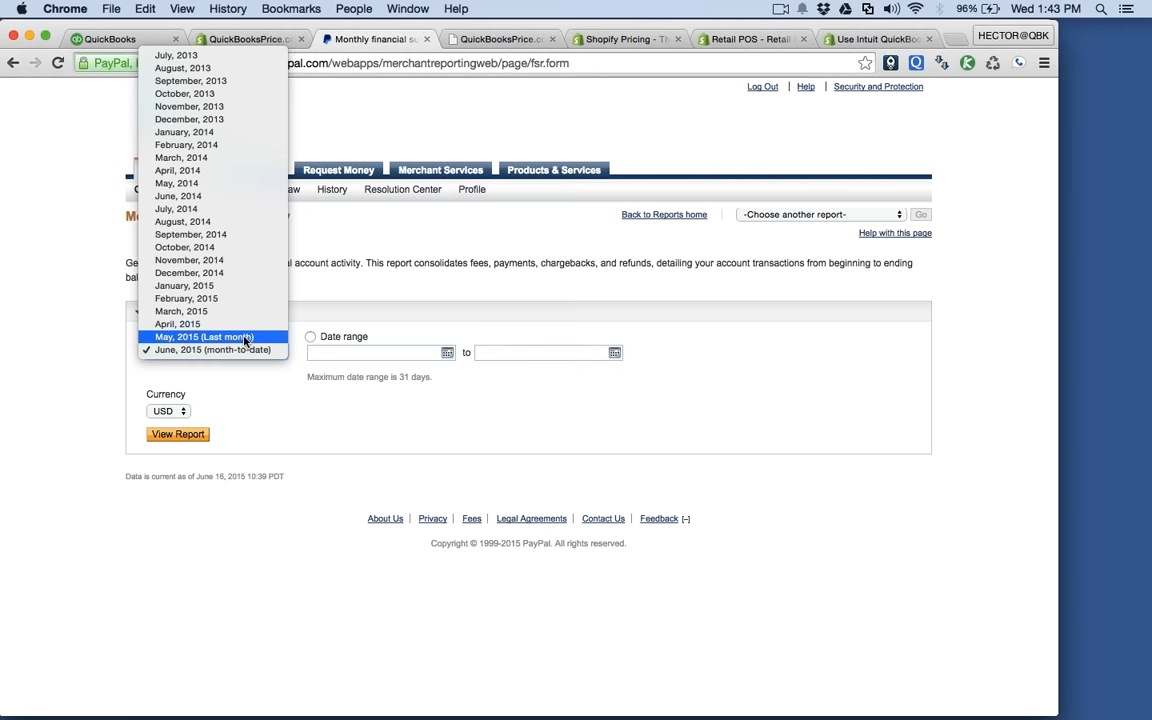 Chrome File Edit View History Bookmarks People Window Help 96% Wed 1:43 PM
QuickBooks QuickBooksPrice.co Monthly financial su QuickBooksPrice.co Shopify Pricing - Th Retail POS - Retail Use Intuit QuickBoo HECTOR@QBK
PayPal, pal.com/webapps/merchantreportingweb/page/fsr.form
Log Out Help Security and Protection
Request Money Merchant Services Products & Services
History Resolution Center Profile
Back to Reports home -Choose another report- Go
Help with this page
al account activity. This report consolidates fees, payments, chargebacks, and refunds, detailing your account transactions from beginning to ending
July, 2013
August, 2013
September, 2013
October, 2013
November, 2013
December, 2013
January, 2014
February, 2014
March, 2014
April, 2014
May, 2014
June, 2014
July, 2014
August, 2014
September, 2014
October, 2014
November, 2014
December, 2014
January, 2015
February, 2015
March, 2015
April, 2015
May, 2015 (Last month)
June, 2015 (month-to-date)
Date range
to
Maximum date range is 31 days.
Currency
USD
View Report
Data is current as of June 16, 2015 10:39 PDT
About Us Privacy Fees Legal Agreements Contact Us Feedback [–]
Copyright © 1999-2015 PayPal. All rights reserved.